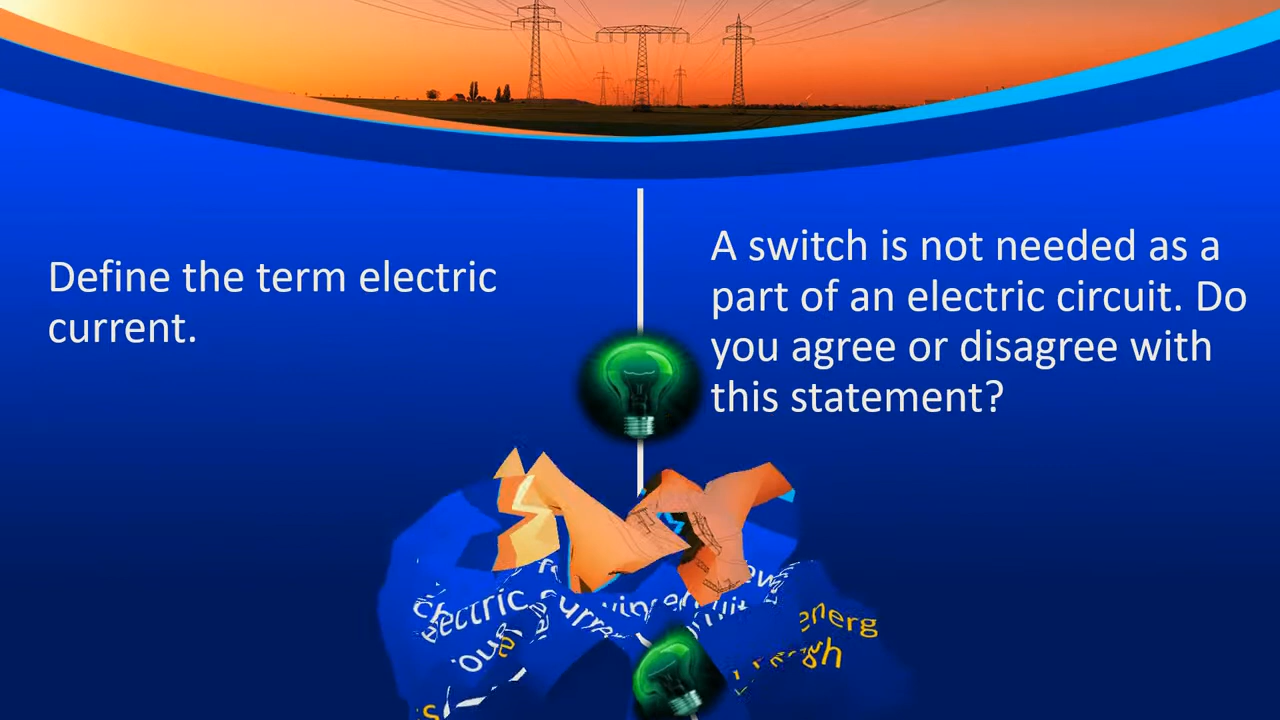 Define the term electric
current.
A switch is not needed as a
part of an electric circuit. Do
you agree or disagree with
this statement?